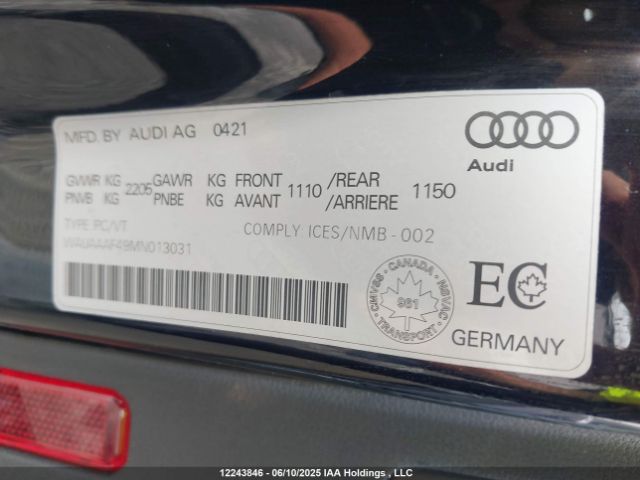 MFD. BY AUDI AG 0421
Audi
GVWR KG 2205 GAWR KG FRONT 1110 /REAR 1150
PNVB KG PNBE KG AVANT /ARRIERE
TYPE :PC/VT
COMPLY ICES/NMB-002
WAUAAAF49MN013031
CANADA
CMVSS NSVAC
961
TRANSPORT
EC
GERMANY
12243846 - 06/10/2025 IAA Holdings , LLC